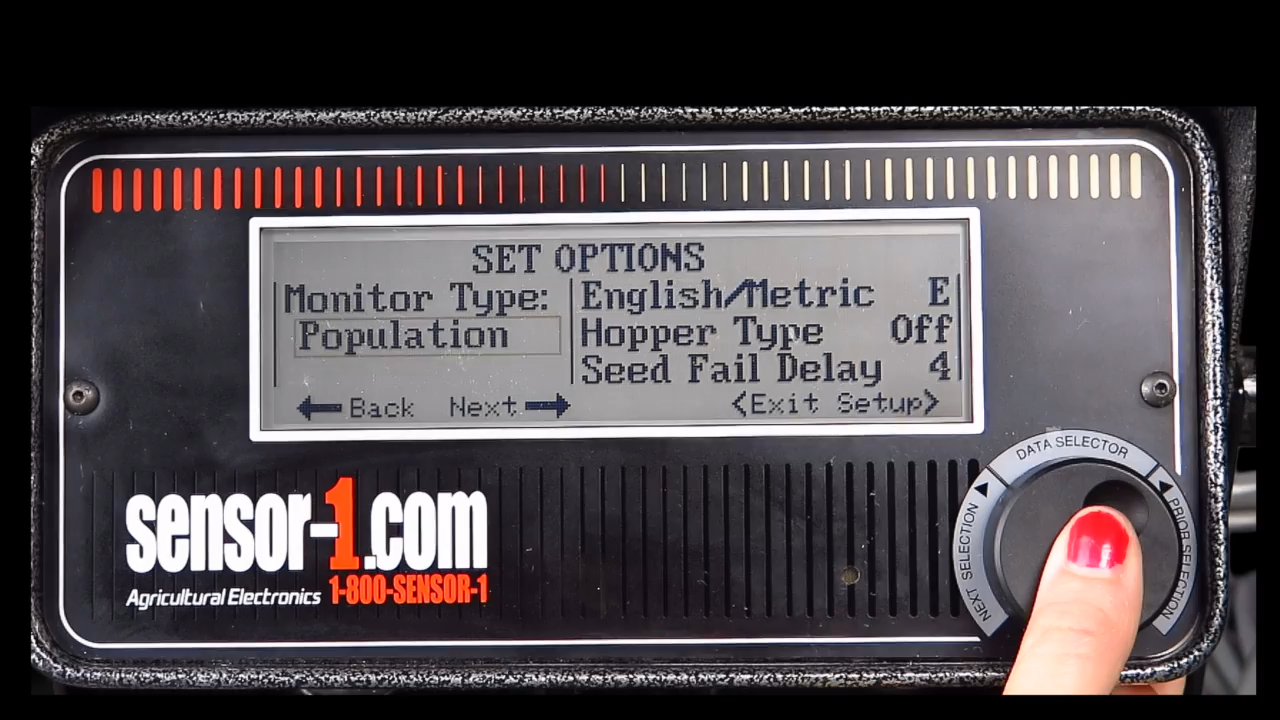 SET OPTIONS
Monitor Type:
Population
English/Metric E
Hopper Type Off
Seed Fail Delay 4
Back Next <Exit Setup>
DATA SELECTOR
NEXT SELECTION
PRIOR SELECTION
sensor-1.com
Agricultural Electronics 1-800-SENSOR-1